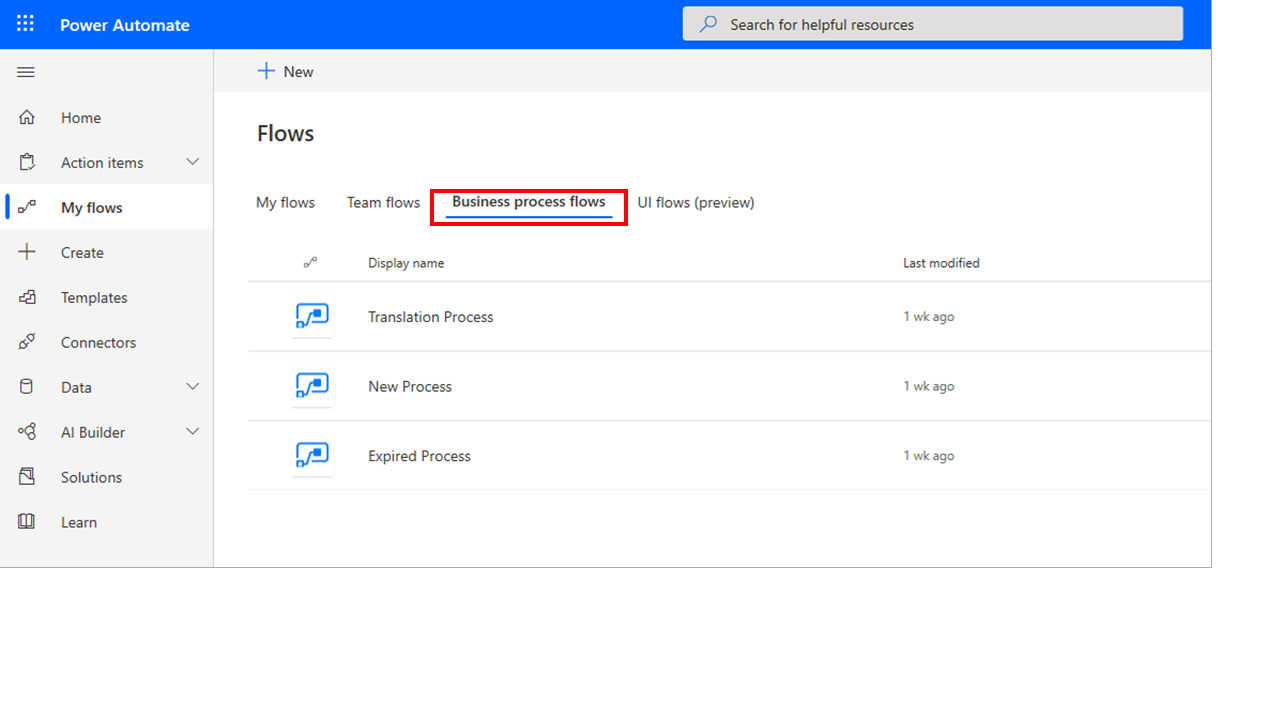 Power Automate
Search for helpful resources
New
Home
Action items
My flows
Create
Templates
Connectors
Data
AI Builder
Solutions
Learn
Flows
My flows Team flows Business process flows UI flows (preview)
Display name Last modified
Translation Process 1 wk ago
New Process 1 wk ago
Expired Process 1 wk ago